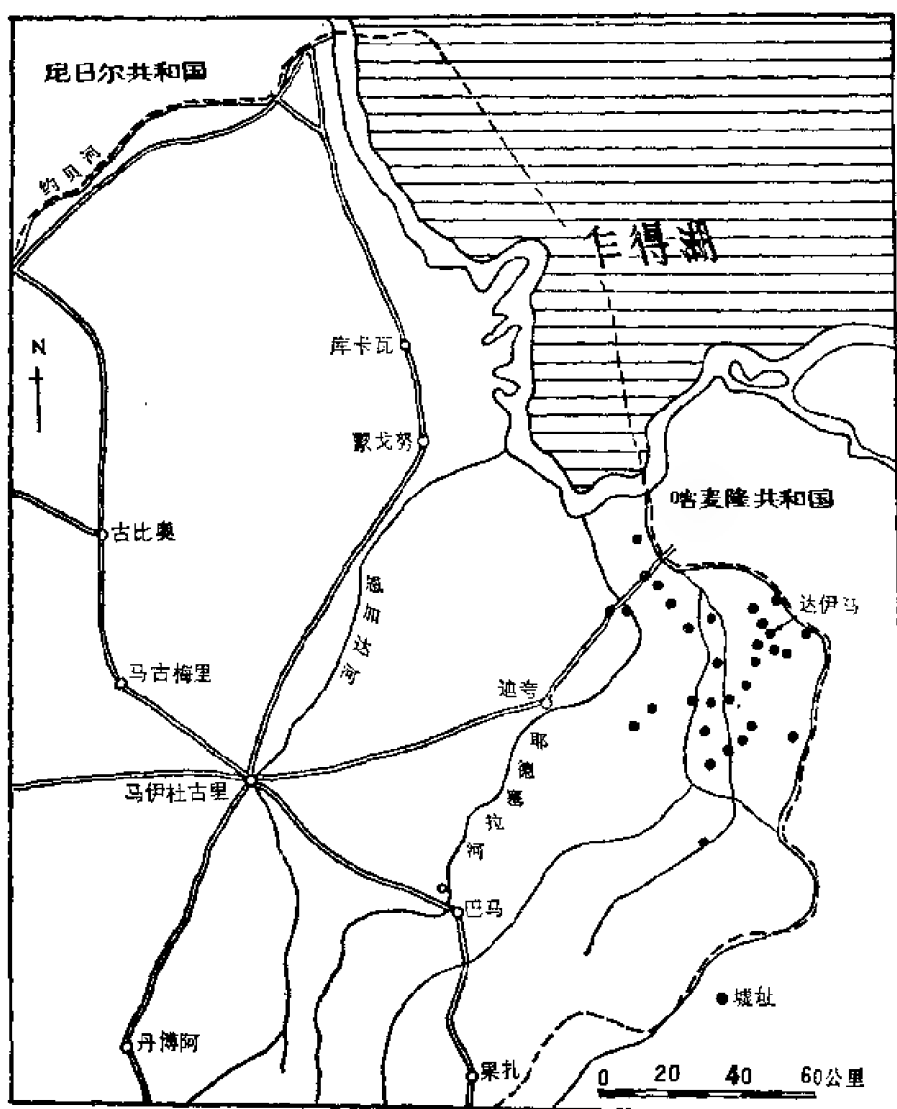 尼日尔共和国
约贝河
乍得湖
N
库卡瓦
蒙戈努
喀麦隆共和国
古比奥
恩加达河
达伊马
马古梅里
迪夸
耶德塞拉河
马伊杜古里
巴马
墟址
丹博阿
果扎
0 20 40 60公里